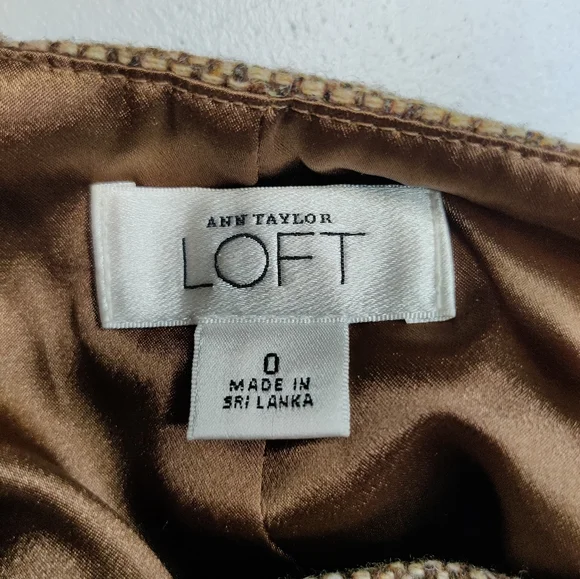 ANN TAYLOR
LOFT
0
MADE IN
SRI LANKA